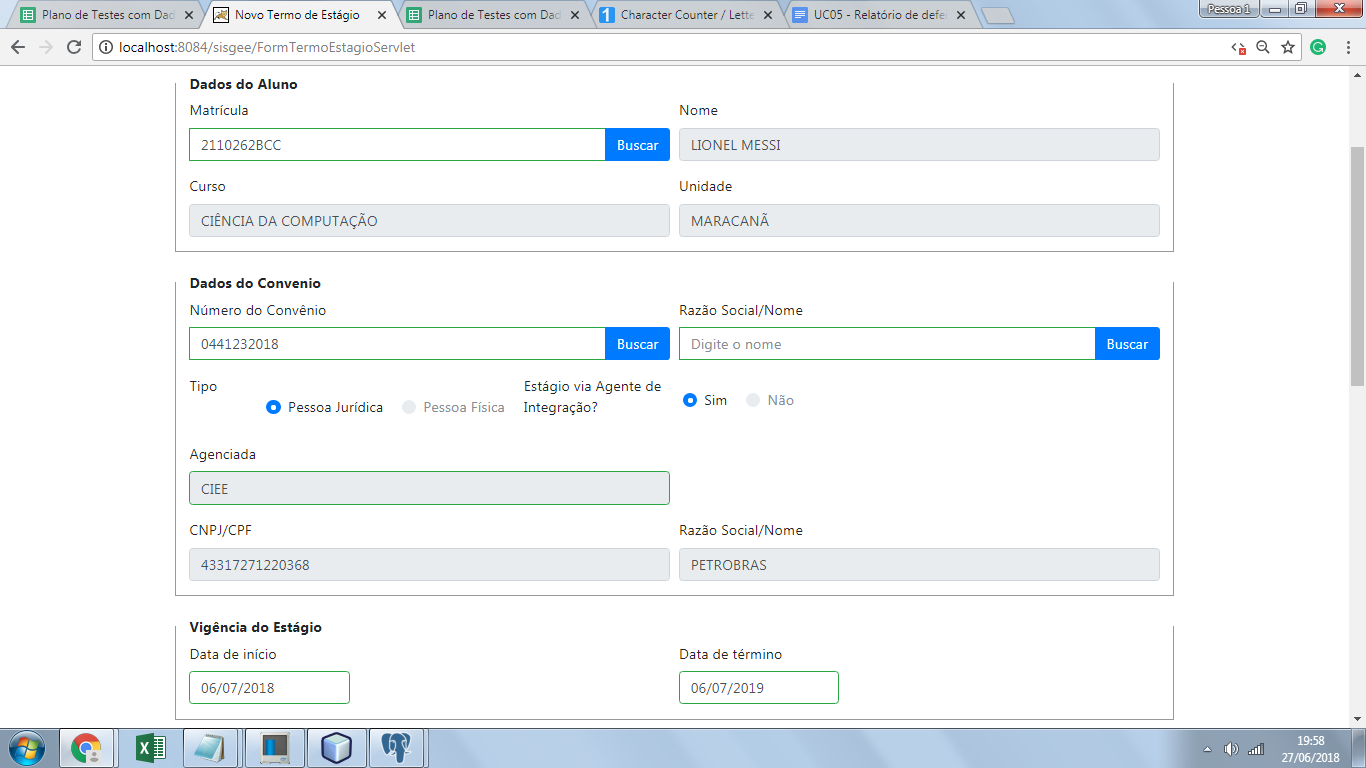 Plano de Testes com Dad
Novo Termo de Estágio
Plano de Testes com Dad
Character Counter / Lette
UC05 - Relatório de defei
Pessoa 1
localhost:8084/sisgee/FormTermoEstagioServlet
Dados do Aluno
Matrícula
Nome
2110262BCC
Buscar
LIONEL MESSI
Curso
Unidade
CIÊNCIA DA COMPUTAÇÃO
MARACANÃ
Dados do Convenio
Número do Convênio
Razão Social/Nome
0441232018
Buscar
Digite o nome
Buscar
Tipo
Pessoa Jurídica
Pessoa Física
Estágio via Agente de
Integração?
Sim
Não
Agenciada
CIEE
CNPJ/CPF
Razão Social/Nome
43317271220368
PETROBRAS
Vigência do Estágio
Data de início
Data de término
06/07/2018
06/07/2019
19:58
27/06/2018